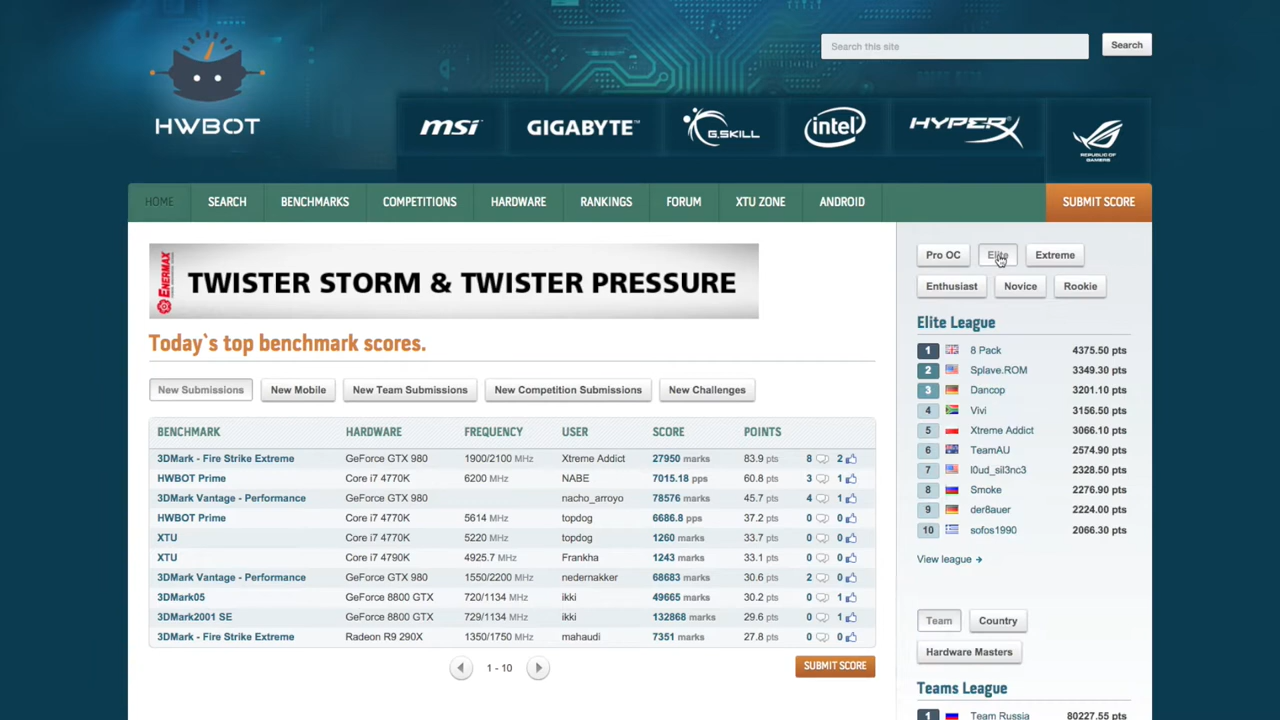 HWBOT
Search this site
Search
msi
GIGABYTE™
G.SKILL
intel
HYPERX
REPUBLIC OF
GAMERS
HOME SEARCH BENCHMARKS COMPETITIONS HARDWARE RANKINGS FORUM XTU ZONE ANDROID SUBMIT SCORE
ENERMAX
TWISTER STORM & TWISTER PRESSURE
Today`s top benchmark scores.
New Submissions New Mobile New Team Submissions New Competition Submissions New Challenges
BENCHMARK HARDWARE FREQUENCY USER SCORE POINTS
3DMark - Fire Strike Extreme GeForce GTX 980 1900/2100 MHz Xtreme Addict 27950 marks 83.9 pts 8 2
HWBOT Prime Core i7 4770K 6200 MHz NABE 7015.18 pps 60.8 pts 3 1
3DMark Vantage - Performance GeForce GTX 980 nacho_arroyo 78576 marks 45.7 pts 4 1
HWBOT Prime Core i7 4770K 5614 MHz topdog 6686.8 pps 37.2 pts 0 0
XTU Core i7 4770K 5220 MHz topdog 1260 marks 33.7 pts 0 0
XTU Core i7 4790K 4925.7 MHz Frankha 1243 marks 33.1 pts 0 0
3DMark Vantage - Performance GeForce GTX 980 1550/2200 MHz nedernakker 68683 marks 30.6 pts 2 0
3DMark05 GeForce 8800 GTX 720/1134 MHz ikki 49665 marks 30.2 pts 0 1
3DMark2001 SE GeForce 8800 GTX 729/1134 MHz ikki 132868 marks 29.6 pts 0 1
3DMark - Fire Strike Extreme Radeon R9 290X 1350/1750 MHz mahaudi 7351 marks 27.8 pts 0 0
1 - 10
SUBMIT SCORE
Pro OC Elite Extreme
Enthusiast Novice Rookie
Elite League
1 8 Pack 4375.50 pts
2 Splave.ROM 3349.30 pts
3 Dancop 3201.10 pts
4 Vivi 3156.50 pts
5 Xtreme Addict 3066.10 pts
6 TeamAU 2574.90 pts
7 l0ud_sil3nc3 2328.50 pts
8 Smoke 2276.90 pts
9 der8auer 2224.00 pts
10 sofos1990 2066.30 pts
View league →
Team Country
Hardware Masters
Teams League
1 Team Russia 80227.55 pts